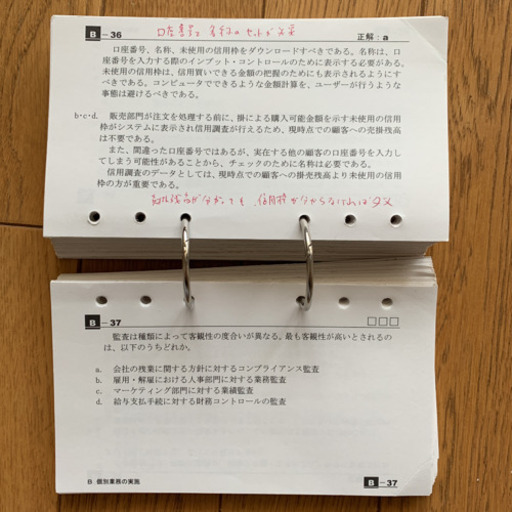 B－36 口座番号と名称のセットが必要 正解：a
口座番号、名称、未使用の信用枠をダウンロードすべきである。名称は、口
座番号を入力する際のインプット・コントロールのために表示する必要がある。
未使用の信用枠は、信用買いできる金額の把握のためにも表示されるようにす
べきである。コンピュータでできるような金額計算を、ユーザーが行うような
事態は避けるべきである。
b・c・d. 販売部門が注文を処理する前に、掛による購入可能金額を示す未使用の信用
枠がシステムに表示され信用調査が行えるため、現時点での顧客への売掛残高
は不要である。
また、間違った口座番号ではあるが、実在する他の顧客の口座番号を入力し
てしまう可能性があることから、チェックのために名称は必要である。
信用調査のデータとしては、現時点での顧客への掛売残高より未使用の信用
枠の方が重要である。
が分かっても、信用枠が分からなければダメ
B－37 □□□
監査は種類によって客観性の度合いが異なる。最も客観性が高いとされるの
は、以下のうちどれか。
a. 会社の残業に関する方針に対するコンプライアンス監査
b. 雇用・解雇における人事部門に対する業務監査
c. マーケティング部門に対する業績監査
d. 給与支払手続に対する財務コントロールの監査
B 個別業務の実施 B－37